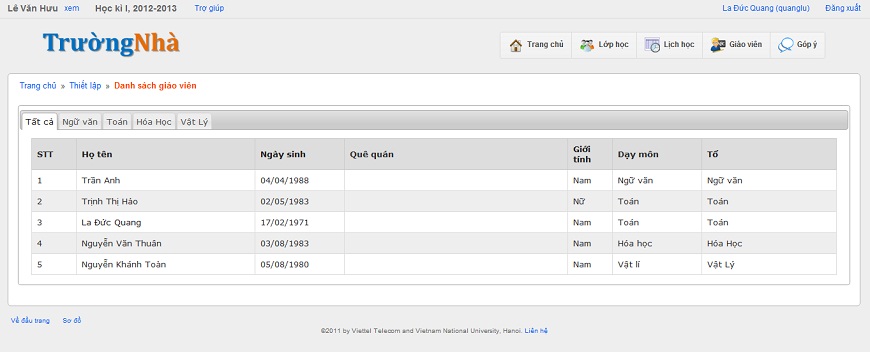 Lê Văn Hưu xem Học kì I, 2012-2013 Trợ giúp La Đức Quang (quanglu) Đăng xuất
TrườngNhà
Trang chủ Lớp học Lịch học Giáo viên Góp ý
Trang chủ » Thiết lập » Danh sách giáo viên
Tất cả Ngữ văn Toán Hóa Học Vật Lý
STT Họ tên Ngày sinh Quê quán Giới tính Dạy môn Tổ
1 Trần Anh 04/04/1988 Nam Ngữ văn Ngữ văn
2 Trịnh Thị Hảo 02/05/1983 Nữ Toán Toán
3 La Đức Quang 17/02/1971 Nam Toán Toán
4 Nguyễn Văn Thuân 03/08/1983 Nam Hóa học Hóa Học
5 Nguyễn Khánh Toàn 05/08/1980 Nam Vật lí Vật Lý
Về đầu trang Sơ đồ
©2011 by Viettel Telecom and Vietnam National University, Hanoi. Liên hệ